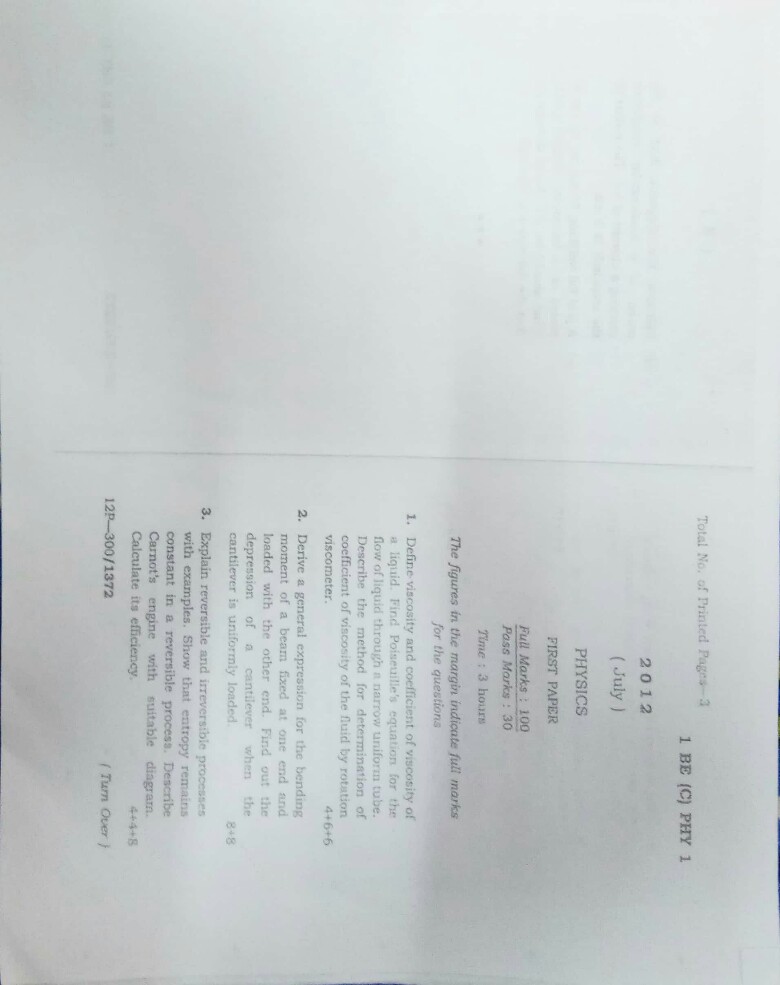 Total No. of Printed Pages—3
1 BE (C) PHY 1
2012
( July )
PHYSICS
FIRST PAPER
Full Marks : 100
Pass Marks : 30
Time : 3 hours
The figures in the margin indicate full marks
for the questions
1. Define viscosity and coefficient of viscosity of
a liquid. Find Poiseuille's equation for the
flow of liquid through a narrow uniform tube.
Describe the method for determination of
coefficient of viscosity of the fluid by rotation
viscometer. 4+6+6
2. Derive a general expression for the bending
moment of a beam fixed at one end and
loaded with the other end. Find out the
depression of a cantilever when the
cantilever is uniformly loaded. 8+8
3. Explain reversible and irreversible processes
with examples. Show that entropy remains
constant in a reversible process. Describe
Carnot's engine with suitable diagram.
Calculate its efficiency. 4+4+8
12P—300/1372 ( Turn Over )